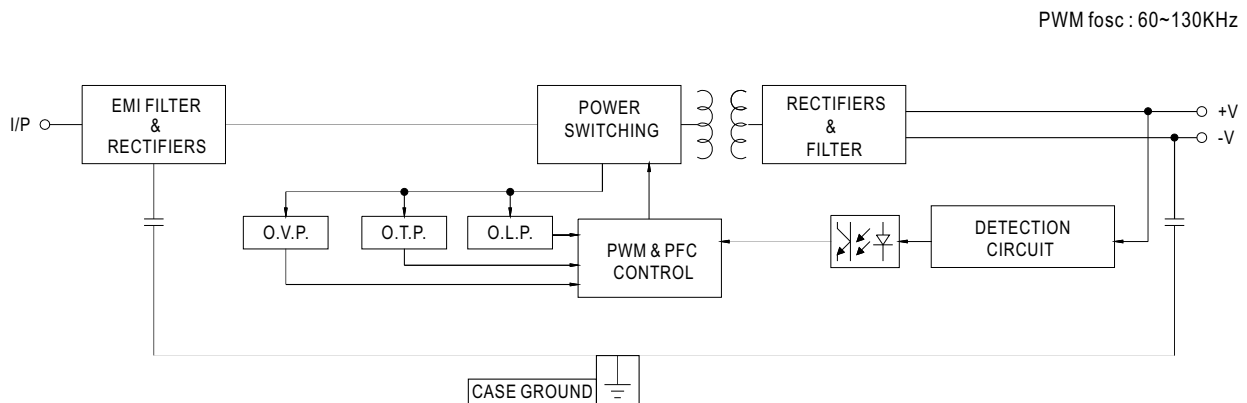 PWM fosc : 60~130KHz
I/P
EMI FILTER
&
RECTIFIERS
POWER
SWITCHING
RECTIFIERS
&
FILTER
+V
-V
O.V.P.
O.T.P.
O.L.P.
PWM & PFC
CONTROL
DETECTION
CIRCUIT
CASE GROUND